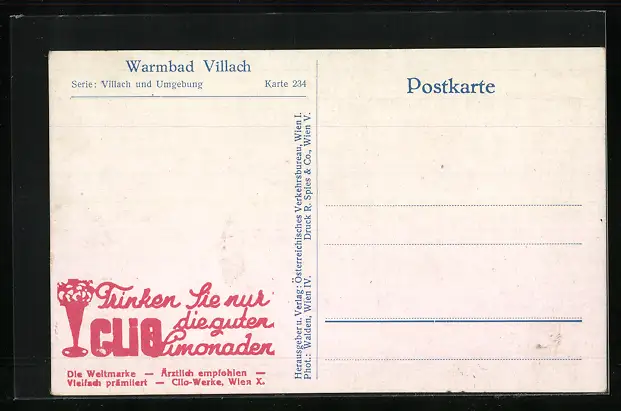 Warmbad Villach
Serie: Villach und Umgebung Karte 234
Postkarte
Herausgeber u. Verlag: Österreichisches Verkehrsbureau, Wien I.
Phot.: Walden, Wien IV. Druck R. Spies & Co., Wien V.
Trinken Sie nur
die guten
CLIO Limonaden
Die Weltmarke — Ärztlich empfohlen —
Vielfach prämiiert — Clio-Werke, Wien X.